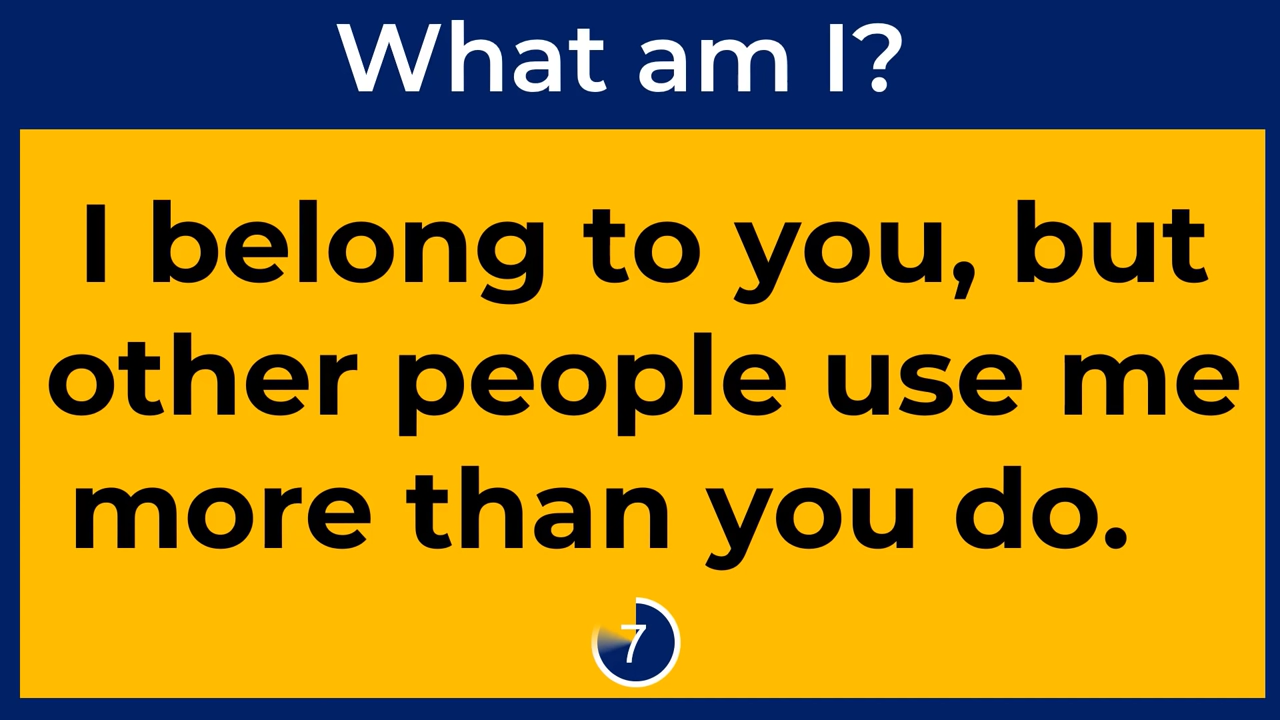 What am I?
I belong to you, but
other people use me
more than you do.
7